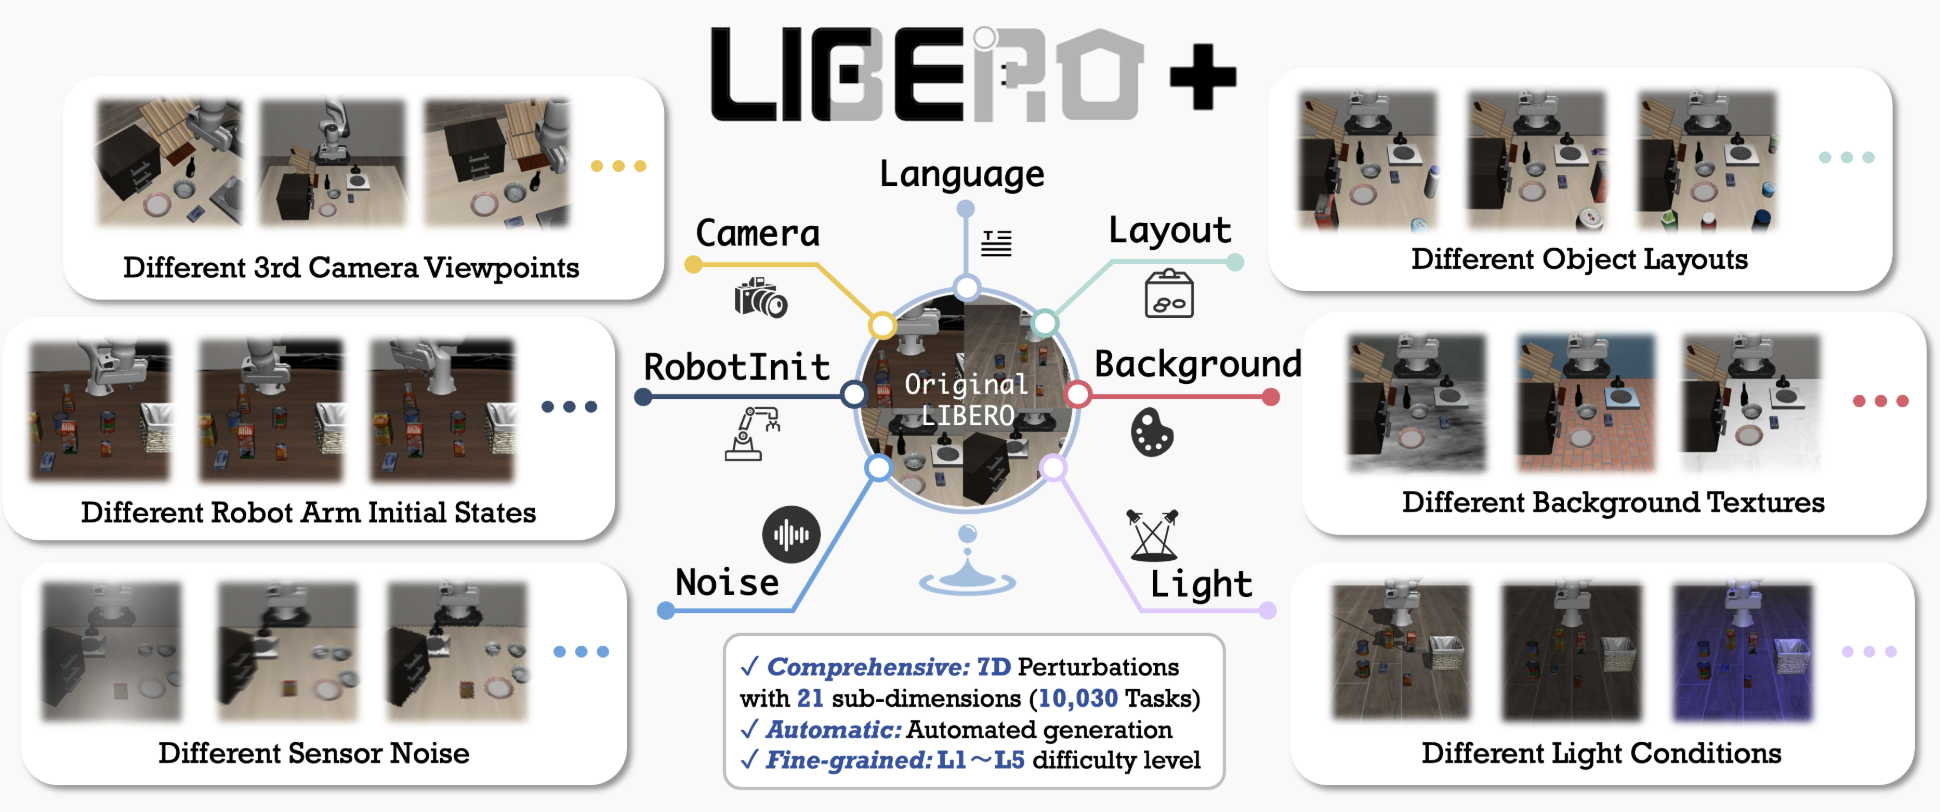 LIBERO +
Language
Camera
Layout
Different 3rd Camera Viewpoints
Different Object Layouts
RobotInit
Background
Original
LIBERO
Different Robot Arm Initial States
Different Background Textures
Noise
Light
Different Sensor Noise
Different Light Conditions
✓ Comprehensive: 7D Perturbations
with 21 sub-dimensions (10,030 Tasks)
✓ Automatic: Automated generation
✓ Fine-grained: L1~L5 difficulty level